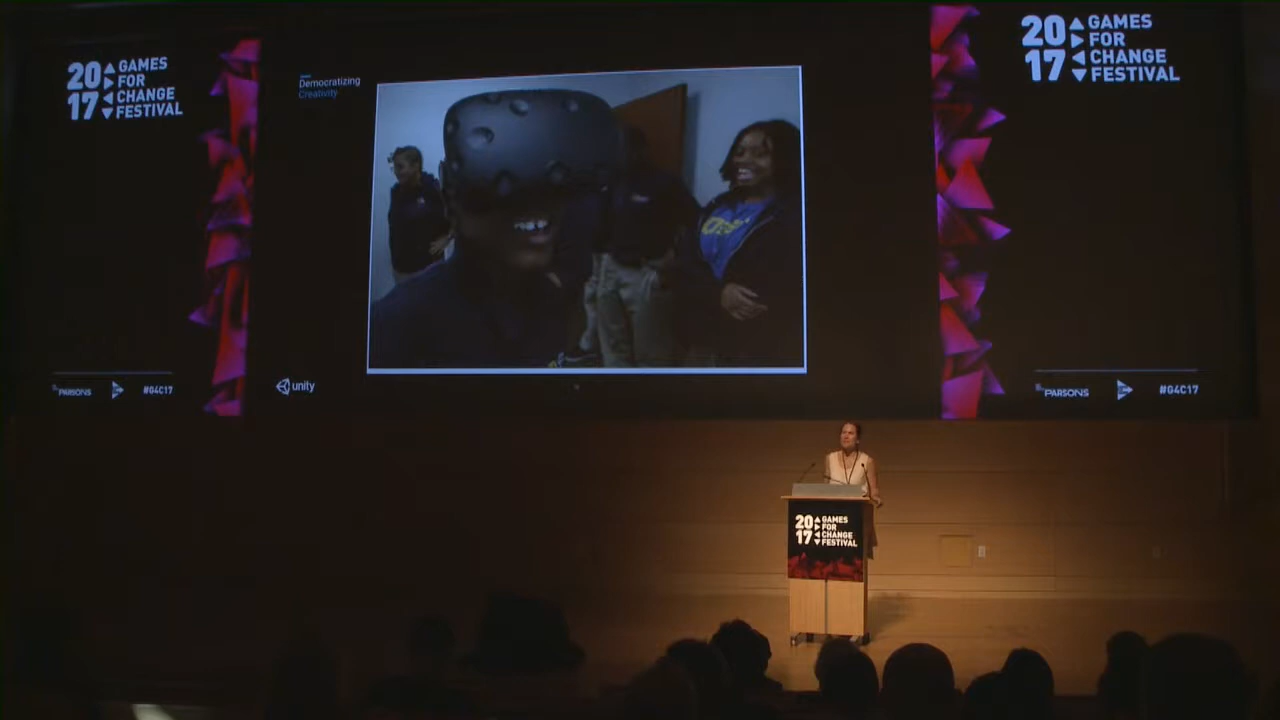 20
17
GAMES
FOR
CHANGE
FESTIVAL
Democratizing
Creativity
20
17
GAMES
FOR
CHANGE
FESTIVAL
PARSONS
#G4C17
unity
PARSONS
#G4C17
20
17
GAMES
FOR
CHANGE
FESTIVAL